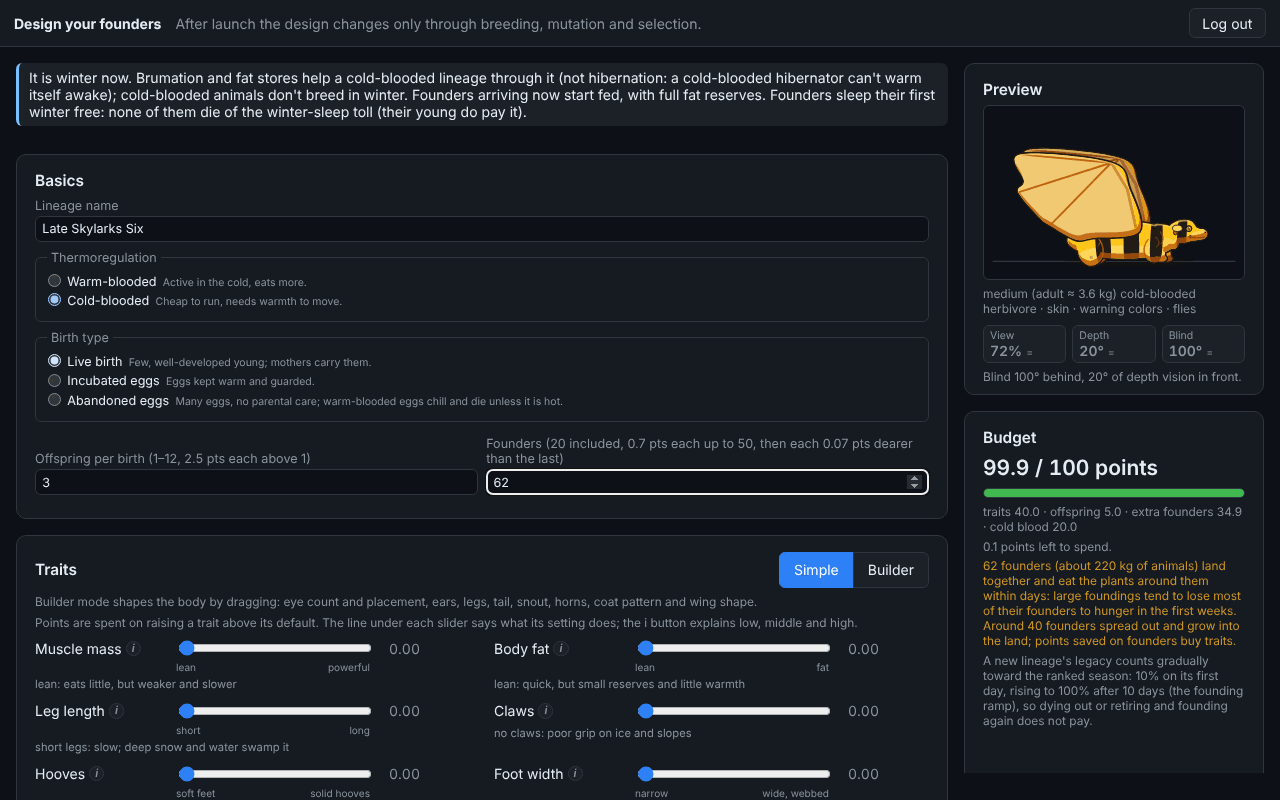 Design your founders
After launch the design changes only through breeding, mutation and selection.
Log out
It is winter now. Brumation and fat stores help a cold-blooded lineage through it (not hibernation: a cold-blooded hibernator can't warm
itself awake); cold-blooded animals don't breed in winter. Founders arriving now start fed, with full fat reserves. Founders sleep their first
winter free: none of them die of the winter-sleep toll (their young do pay it).
Basics
Lineage name
Late Skylarks Six
Thermoregulation
Warm-blooded Active in the cold, eats more.
Cold-blooded Cheap to run, needs warmth to move.
Birth type
Live birth Few, well-developed young; mothers carry them.
Incubated eggs Eggs kept warm and guarded.
Abandoned eggs Many eggs, no parental care; warm-blooded eggs chill and die unless it is hot.
Offspring per birth (1–12, 2.5 pts each above 1)
3
Founders (20 included, 0.7 pts each up to 50, then each 0.07 pts dearer
than the last)
62
Traits
Simple
Builder
Builder mode shapes the body by dragging: eye count and placement, ears, legs, tail, snout, horns, coat pattern and wing shape.
Points are spent on raising a trait above its default. The line under each slider says what its setting does; the i button explains low, middle and high.
Muscle mass i
0.00
lean powerful
lean: eats little, but weaker and slower
Body fat i
0.00
lean fat
lean: quick, but small reserves and little warmth
Leg length i
0.00
short long
short legs: slow; deep snow and water swamp it
Claws i
0.00
no claws: poor grip on ice and slopes
Hooves i
0.00
soft feet solid hooves
Foot width i
0.00
narrow wide, webbed
Preview
medium (adult ≈ 3.6 kg) cold-blooded
herbivore · skin · warning colors · flies
View
72% =
Depth
20° =
Blind
100° =
Blind 100° behind, 20° of depth vision in front.
Budget
99.9 / 100 points
traits 40.0 · offspring 5.0 · extra founders 34.9
· cold blood 20.0
0.1 points left to spend.
62 founders (about 220 kg of animals) land
together and eat the plants around them
within days: large foundings tend to lose most
of their founders to hunger in the first weeks.
Around 40 founders spread out and grow into
the land; points saved on founders buy traits.
A new lineage's legacy counts gradually
toward the ranked season: 10% on its first
day, rising to 100% after 10 days (the founding
ramp), so dying out or retiring and founding
again does not pay.